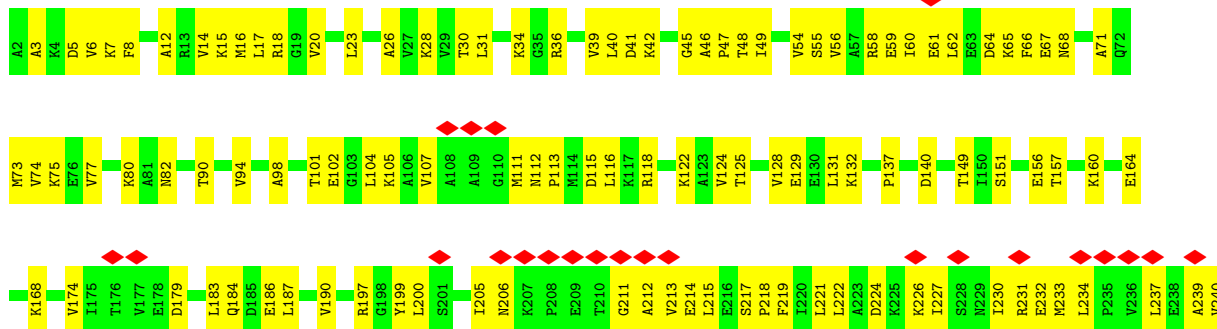 A2 A3 K4 D5 V6 K7 F8 A12 R13 V14 K15 M16 L17 R18 G19 V20 L23 A26 V27 K28 V29 T30 L31 K34 G35 R36 V39 L40 D41 K42 G45 A46 P47 T48 I49 V54 S55 V56 A57 R58 E59 I60 E61 L62 E63 D64 K65 F66 E67 N68 A71 Q72
M73 V74 K75 E76 V77 K80 A81 N82 T90 V94 A98 T101 E102 G103 L104 K105 A106 V107 A108 A109 G110 M111 N112 P113 M114 D115 L116 K117 R118 K122 A123 V124 T125 V128 E129 E130 L131 K132 P137 D140 T149 I150 S151 E156 T157 K160 E164
K168 V174 I175 T176 V177 E178 D179 L183 Q184 D185 E186 L187 V190 R197 G198 Y199 L200 S201 I205 N206 K207 P208 E209 T210 G211 A212 V213 E214 L215 E216 S217 P218 F219 I220 L221 L222 A223 D224 K225 K226 I227 S228 N229 I230 R231 E232 M233 L234 P235 V236 L237 E238 A239 V240